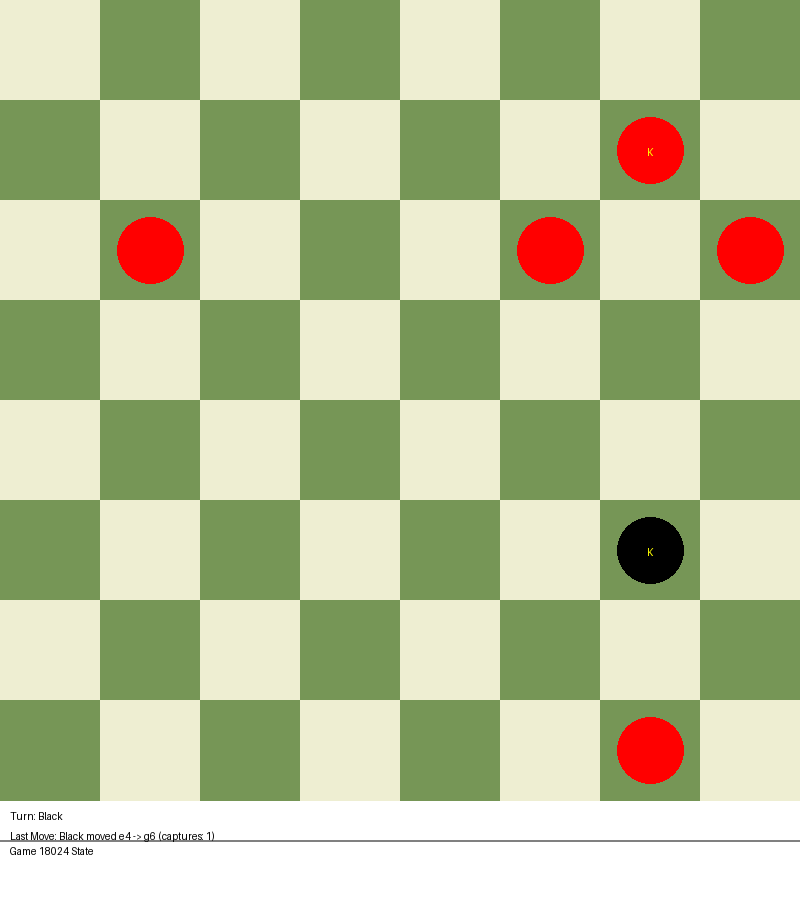 K
K
Turn: Black
Last Move: Black moved e4 -> g6 (captures: 1)
Game 18024 State